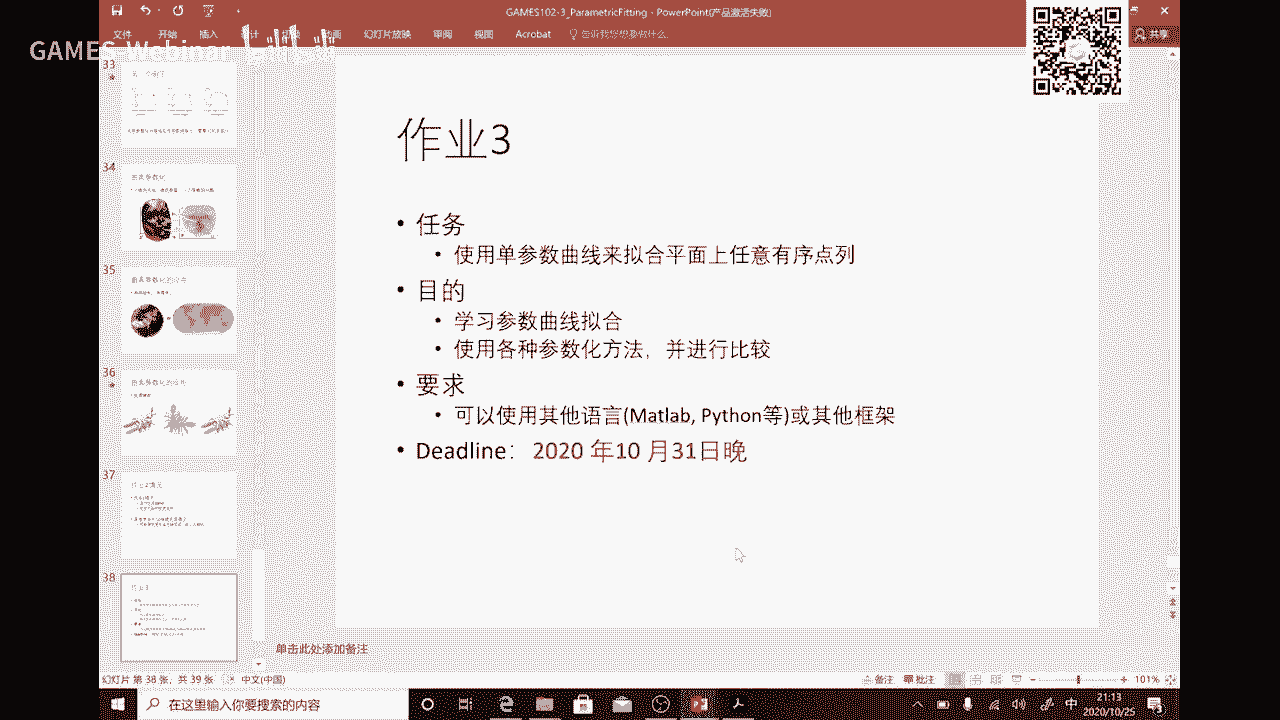 GAMES102-3_ParametricFitting - PowerPoint(产品激活失败)
文件 开始 插入 幻灯片放映 审阅 视图 Acrobat 告诉我您想要做什么... 共享
GAMES Webinar bilibili
33
34
35
36
37
38
作业3
• 任务
• 使用单参数曲线来拟合平面上任意有序点列
• 目的
• 学习参数曲线拟合
• 使用各种参数化方法，并进行比较
• 要求
• 可以使用其他语言(Matlab, Python等)或其他框架
• Deadline： 2020 年10 月31日晚
单击此处添加备注
幻灯片 第 38 张，共 39 张 中文(中国) 备注 批注 101%
在这里输入你要搜索的内容
中
21:13
2020/10/25